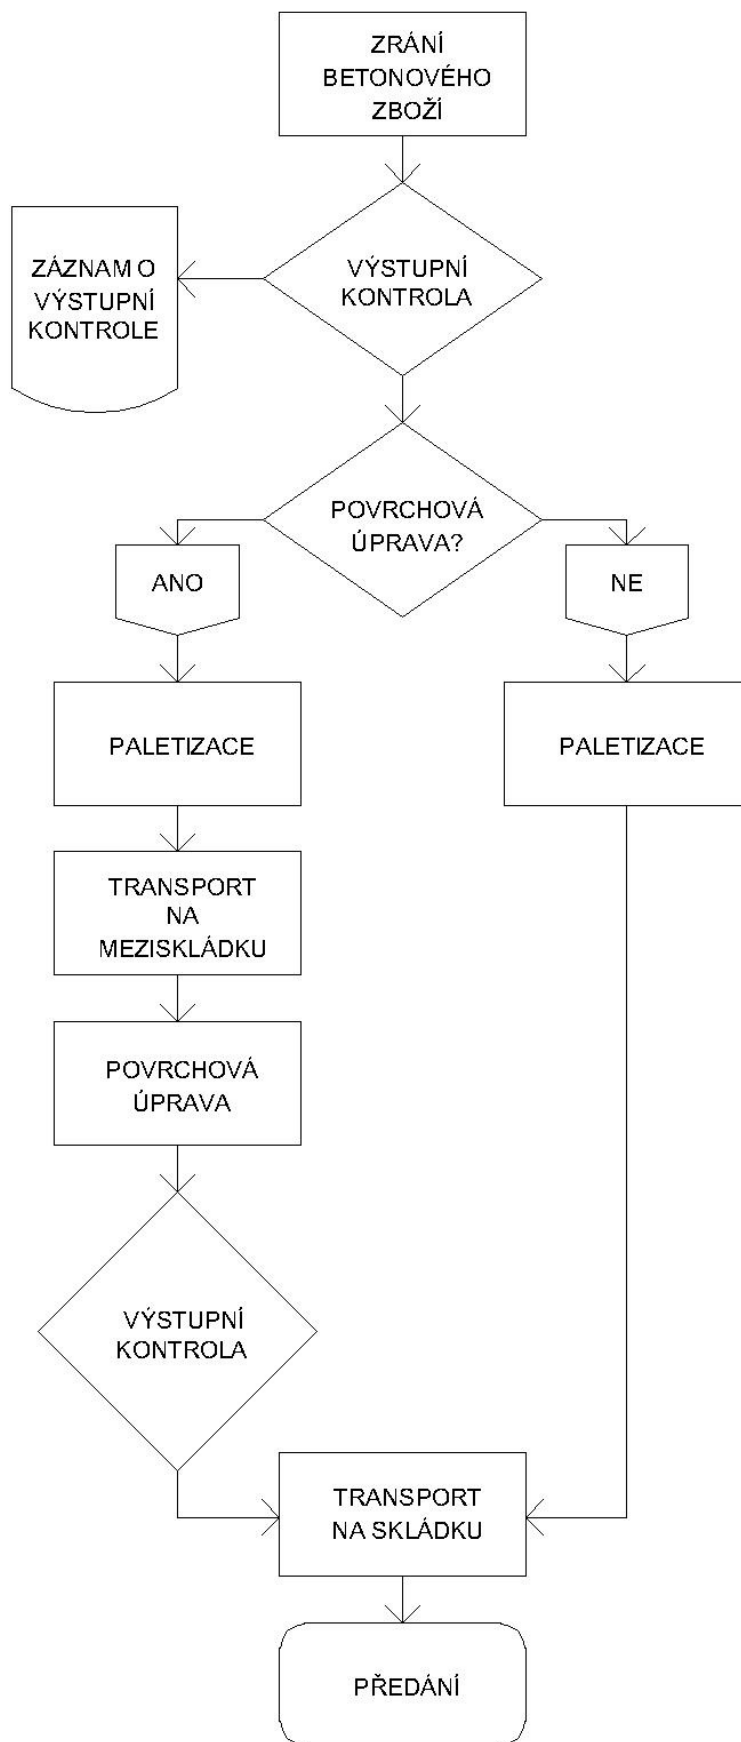 ZRÁNÍ
BETONOVÉHO
ZBOŽÍ
VÝSTUPNÍ
KONTROLA
ZÁZNAM O
VÝSTUPNÍ
KONTROLE
POVRCHOVÁ
ÚPRAVA?
ANO
NE
PALETIZACE
PALETIZACE
TRANSPORT
NA
MEZISKLÁDKU
POVRCHOVÁ
ÚPRAVA
VÝSTUPNÍ
KONTROLA
TRANSPORT
NA SKLÁDKU
PŘEDÁNÍ